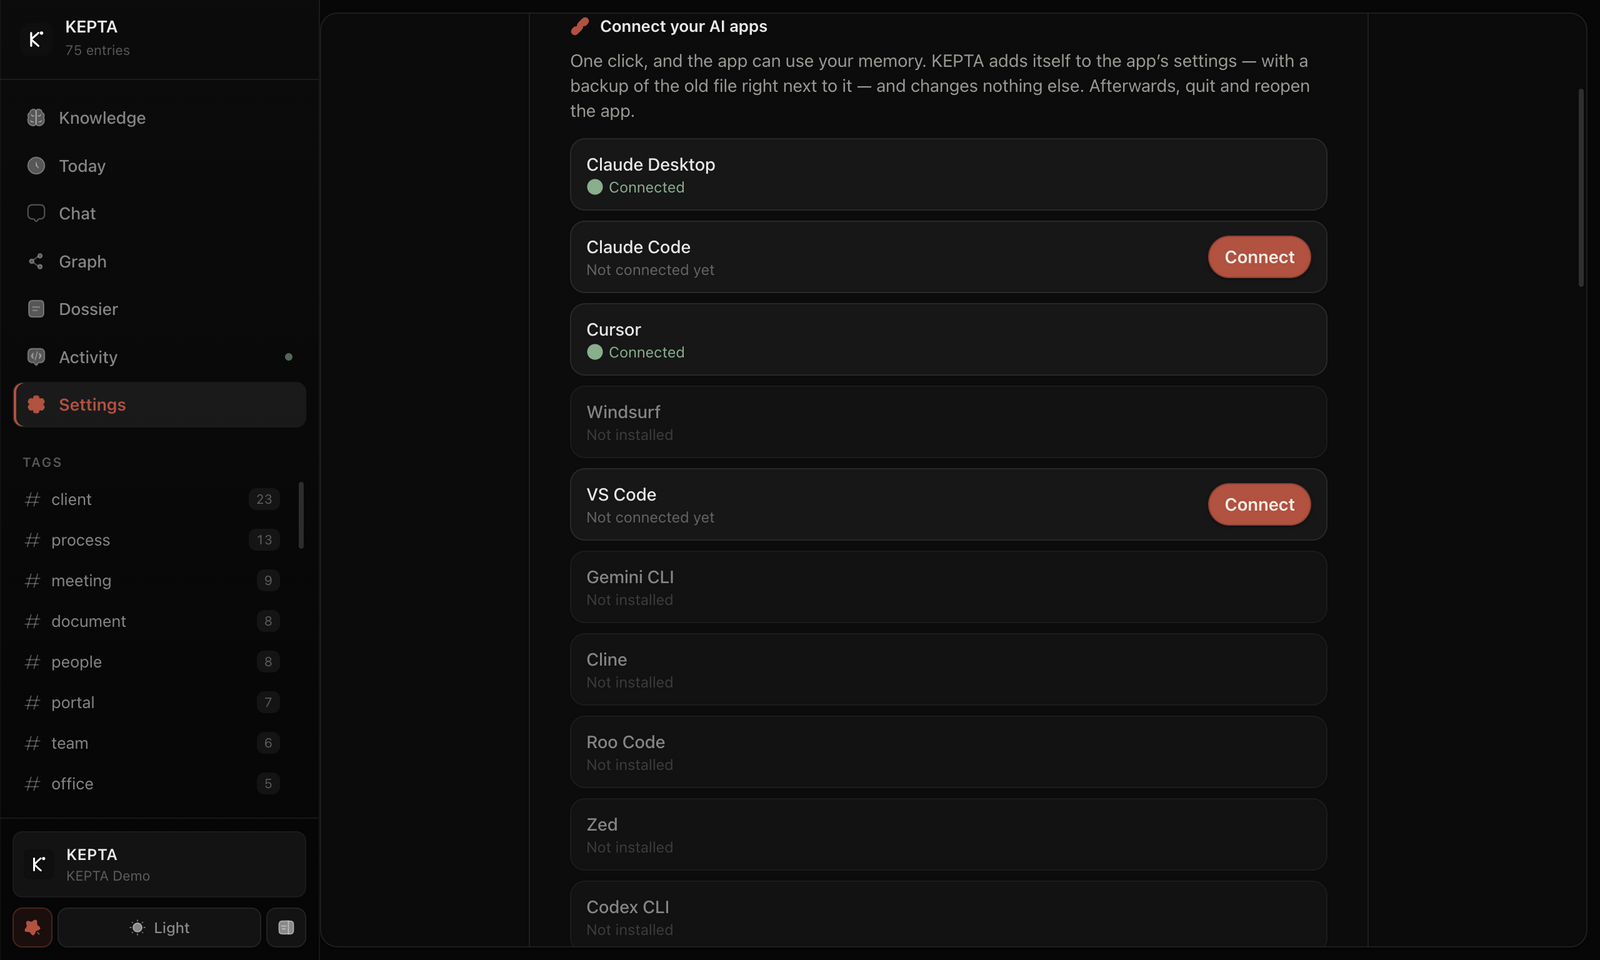 KEPTA
75 entries
Knowledge
Today
Chat
Graph
Dossier
Activity
Settings
TAGS
# client 23
# process 13
# meeting 9
# document 8
# people 8
# portal 7
# team 6
# office 5
KEPTA
KEPTA Demo
Light
Connect your AI apps
One click, and the app can use your memory. KEPTA adds itself to the app’s settings — with a
backup of the old file right next to it — and changes nothing else. Afterwards, quit and reopen
the app.
Claude Desktop
Connected
Claude Code
Not connected yet
Connect
Cursor
Connected
Windsurf
Not installed
VS Code
Not connected yet
Connect
Gemini CLI
Not installed
Cline
Not installed
Roo Code
Not installed
Zed
Not installed
Codex CLI
Not installed